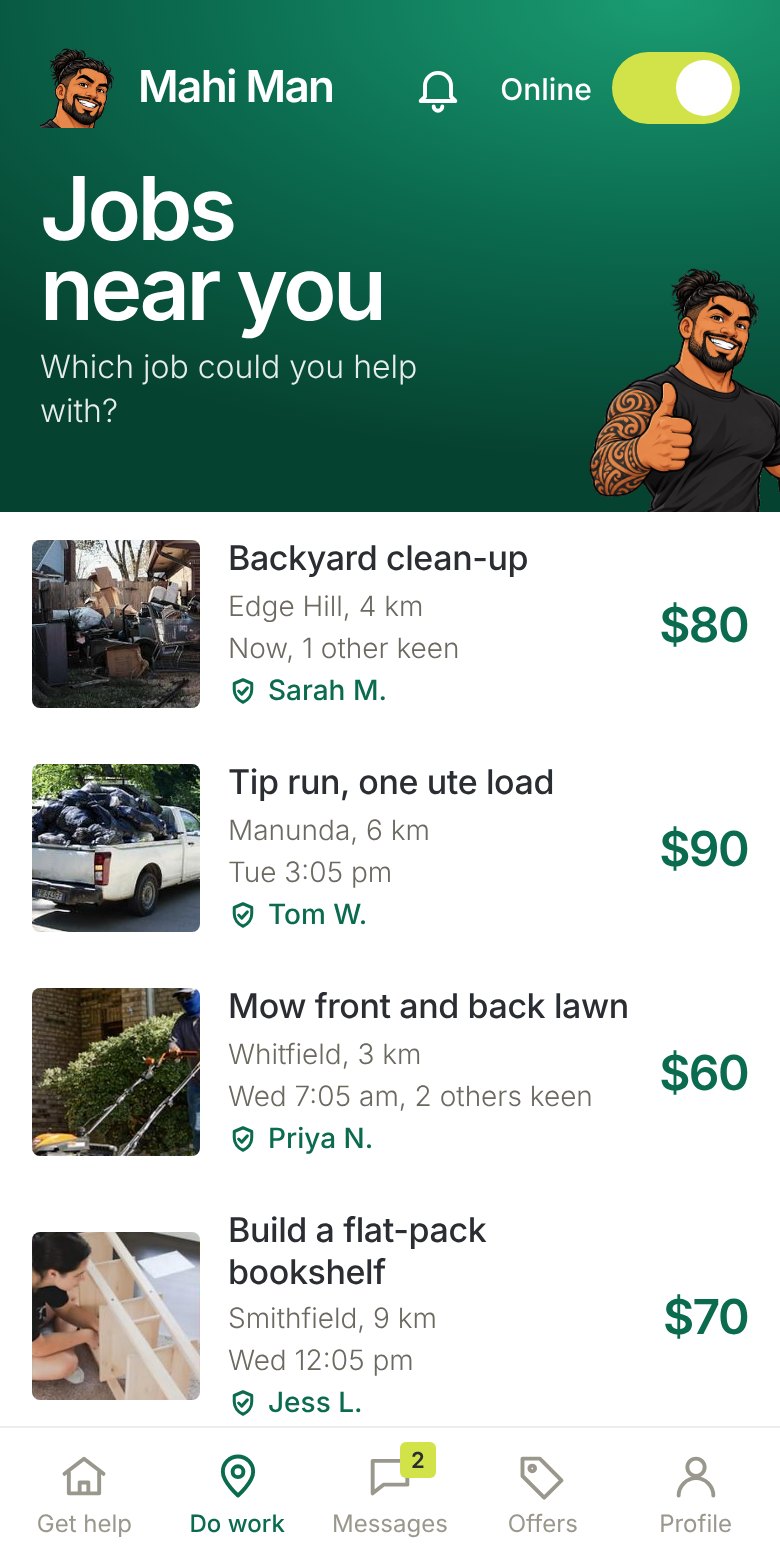 Mahi Man
Online
Jobs
near you
Which job could you help
with?
Backyard clean-up
Edge Hill, 4 km
Now, 1 other keen
Sarah M.
$80
Tip run, one ute load
Manunda, 6 km
Tue 3:05 pm
Tom W.
$90
Mow front and back lawn
Whitfield, 3 km
Wed 7:05 am, 2 others keen
Priya N.
$60
Build a flat-pack
bookshelf
Smithfield, 9 km
Wed 12:05 pm
Jess L.
$70
2
Get help
Do work
Messages
Offers
Profile